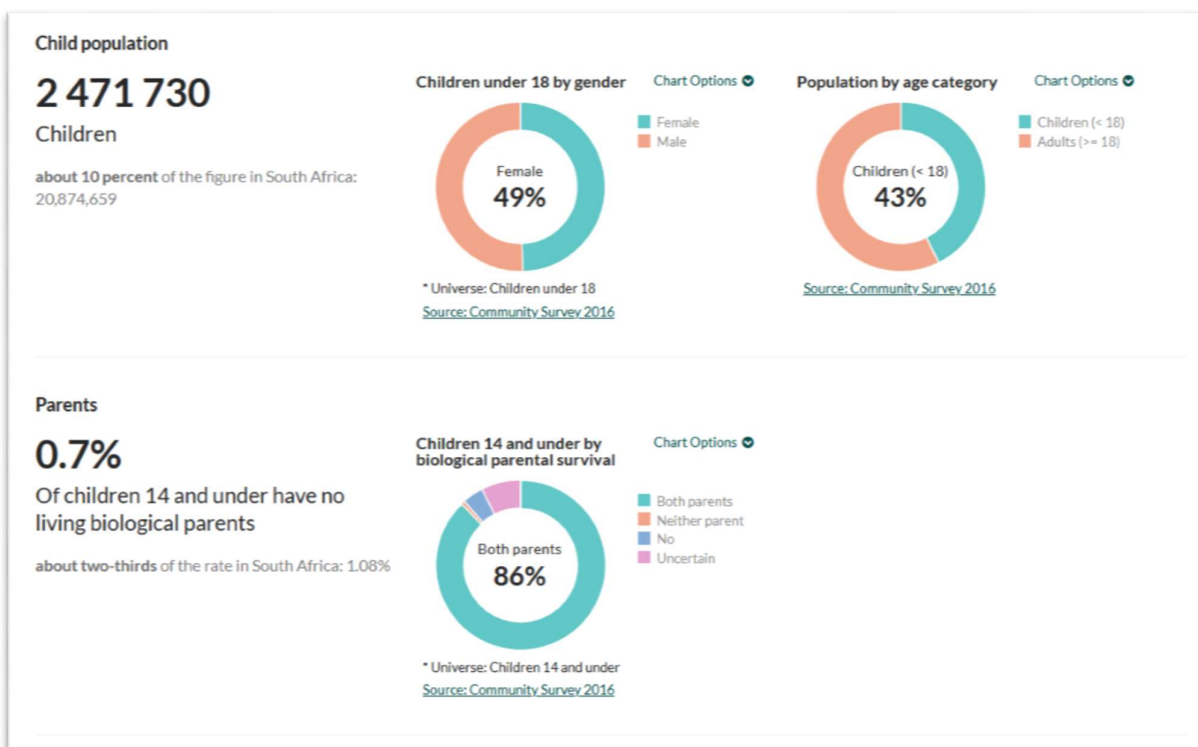 Child population
2 471 730
Children
about 10 percent of the figure in South Africa:
20,874,659
Children under 18 by gender
Chart Options
Female
Male
Female
49%
* Universe: Children under 18
Source: Community Survey 2016
Population by age category
Chart Options
Children (< 18)
Adults (>= 18)
Children (< 18)
43%
Source: Community Survey 2016
Parents
0.7%
Of children 14 and under have no
living biological parents
about two-thirds of the rate in South Africa: 1.08%
Children 14 and under by
biological parental survival
Chart Options
Both parents
Neither parent
No
Uncertain
Both parents
86%
* Universe: Children 14 and under
Source: Community Survey 2016